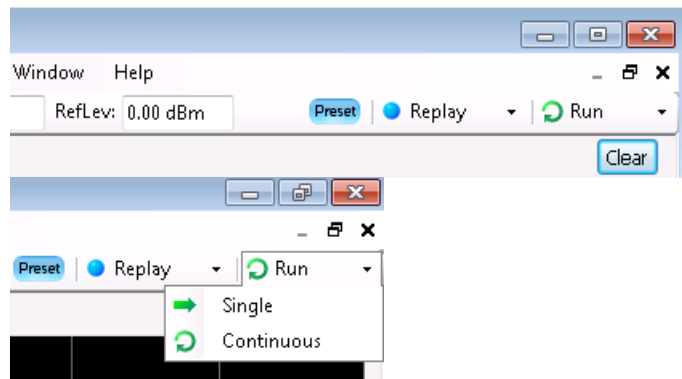 Window Help
RefLev: 0.00 dBm Preset Replay Run
Clear
Preset Replay Run
Single
Continuous